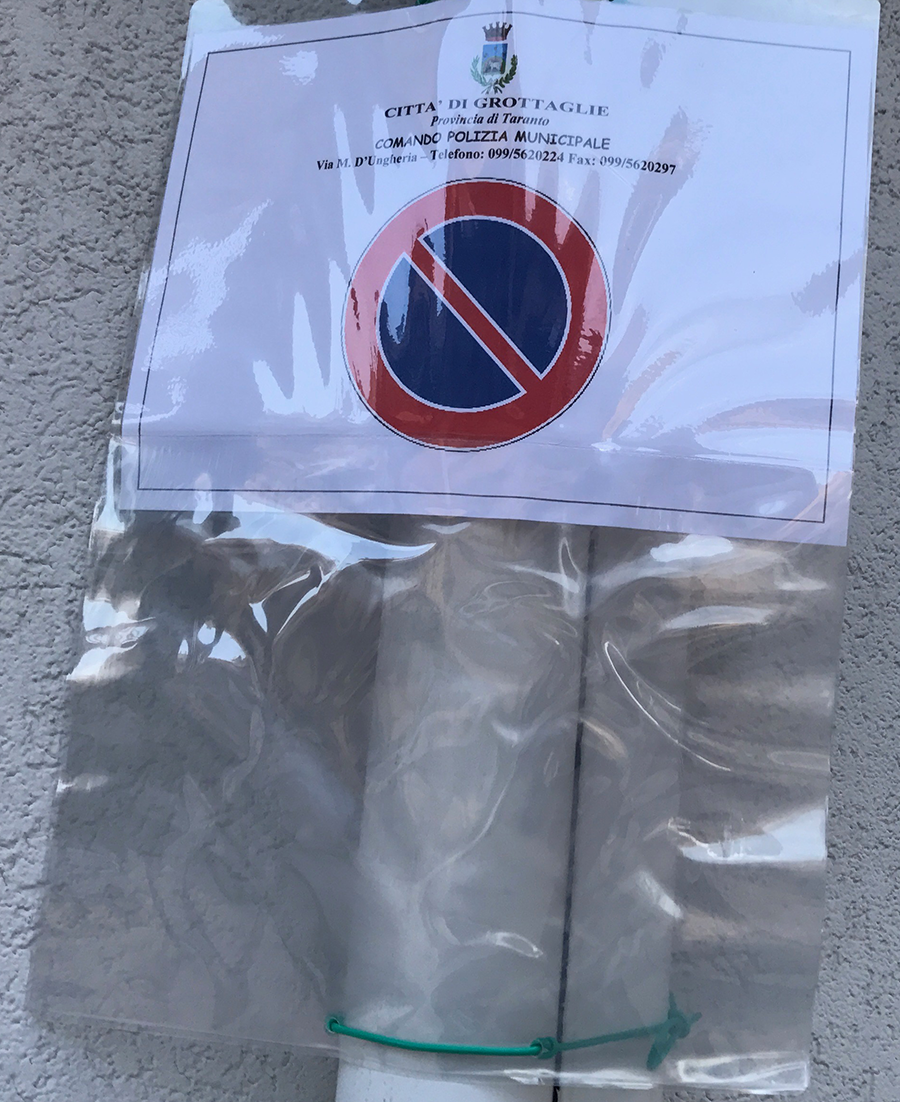 CITTA' DI GROTTAGLIE
Provincia di Taranto
COMANDO POLIZIA MUNICIPALE
Via M. D'Ungheria – Telefono: 099/5620224 Fax: 099/5620297